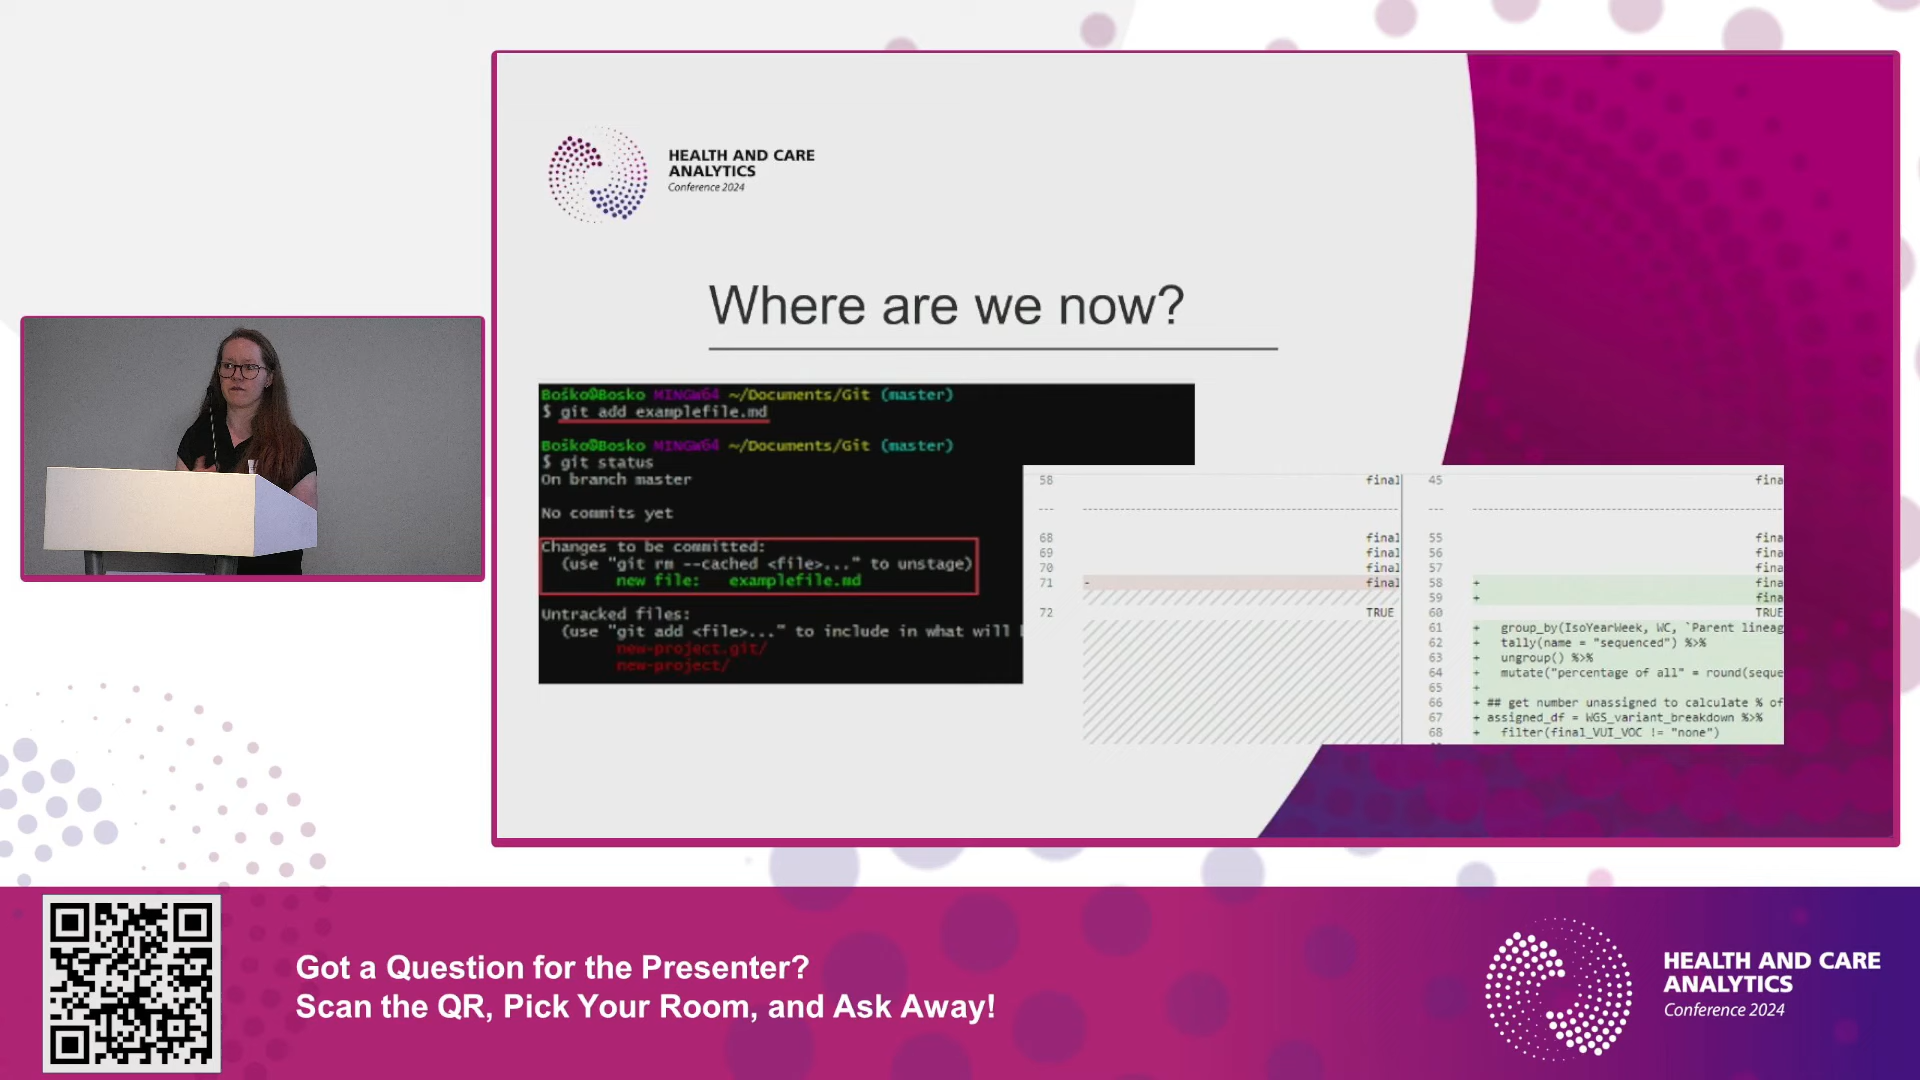 HEALTH AND CARE
ANALYTICS
Conference 2024
Where are we now?
Boško@Bosko MINGW64 ~/Documents/Git (master)
$ git add examplefile.md
Boško@Bosko MINGW64 ~/Documents/Git (master)
$ git status
On branch master
No commits yet
Changes to be committed:
(use "git rm --cached <file>..." to unstage)
new file: examplefile.md
Untracked files:
(use "git add <file>..." to include in what will
new-project.git/
new-project/
58 final
---
68 final
69 final
70 final
71 - final
72 TRUE
45 fina
---
55 fina
56 fina
57 fina
58 + fina
59 + fina
60 TRUE
61 + group_by(IsoYearWeek, WC, `Parent lineag
62 + tally(name = "sequenced") %>%
63 + ungroup() %>%
64 + mutate("percentage of all" = round(seque
65 +
66 + ## get number unassigned to calculate % of
67 + assigned_df = WGS_variant_breakdown %>%
68 + filter(final_VUI_VOC != "none")
Got a Question for the Presenter?
Scan the QR, Pick Your Room, and Ask Away!
HEALTH AND CARE
ANALYTICS
Conference 2024